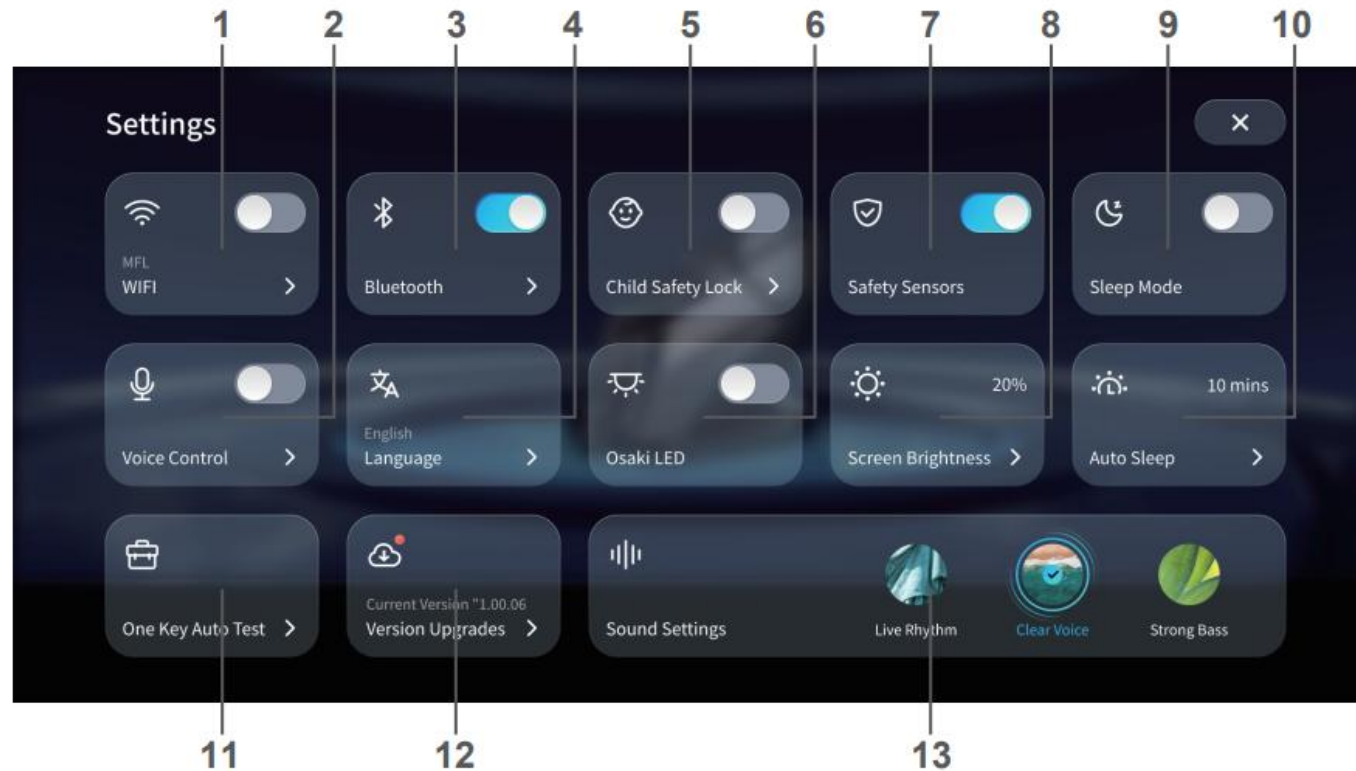 1 2 3 4 5 6 7 8 9 10
Settings
MFL
WIFI
Bluetooth
Child Safety Lock
Safety Sensors
Sleep Mode
Voice Control
English
Language
Osaki LED
20%
Screen Brightness
10 mins
Auto Sleep
One Key Auto Test
Current Version "1.00.06
Version Upgrades
Sound Settings
Live Rhythm
Clear Voice
Strong Bass
11 12 13